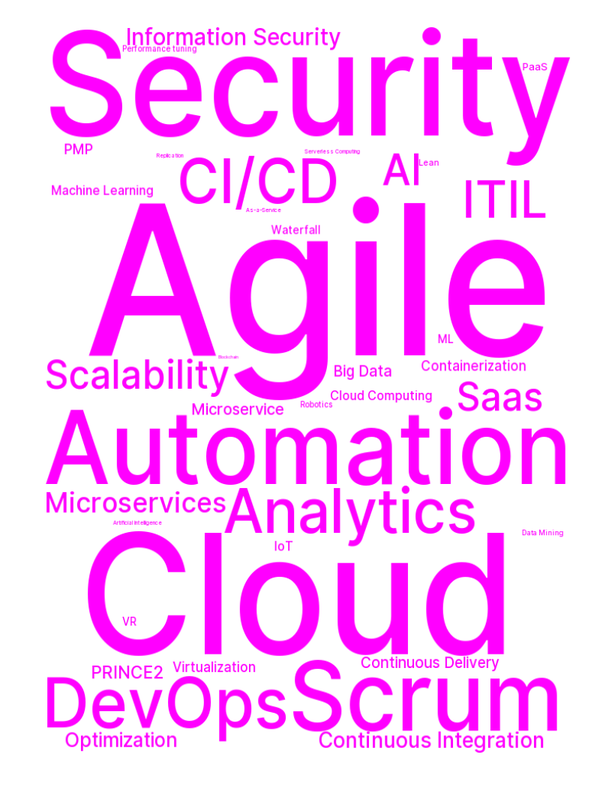 Information Security
Performance tuning
Security
PaaS
PMP
Replication
Serverless Computing
CI/CD
AI
Lean
Machine Learning
ITIL
As-a-Service
Waterfall
Agile
ML
Blockchain
Scalability
Big Data
Containerization
Saas
Cloud Computing
Robotics
Microservice
Automation
Microservices
Analytics
Artificial Intelligence
Data Mining
IoT
Cloud
VR
PRINCE2
Virtualization
Continuous Delivery
DevOps
Scrum
Optimization
Continuous Integration